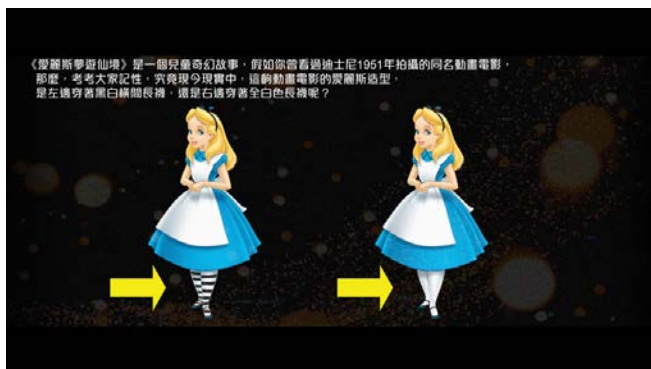 《愛麗斯夢遊仙境》是一個兒童奇幻故事，假如你曾看過迪士尼1951年拍攝的同名動畫電影，
那麼，考考大家記性，究竟現今現實中，這齣動畫電影的愛麗斯造型，
是左邊穿著黑白橫間長襪，還是右邊穿著全白色長襪呢？